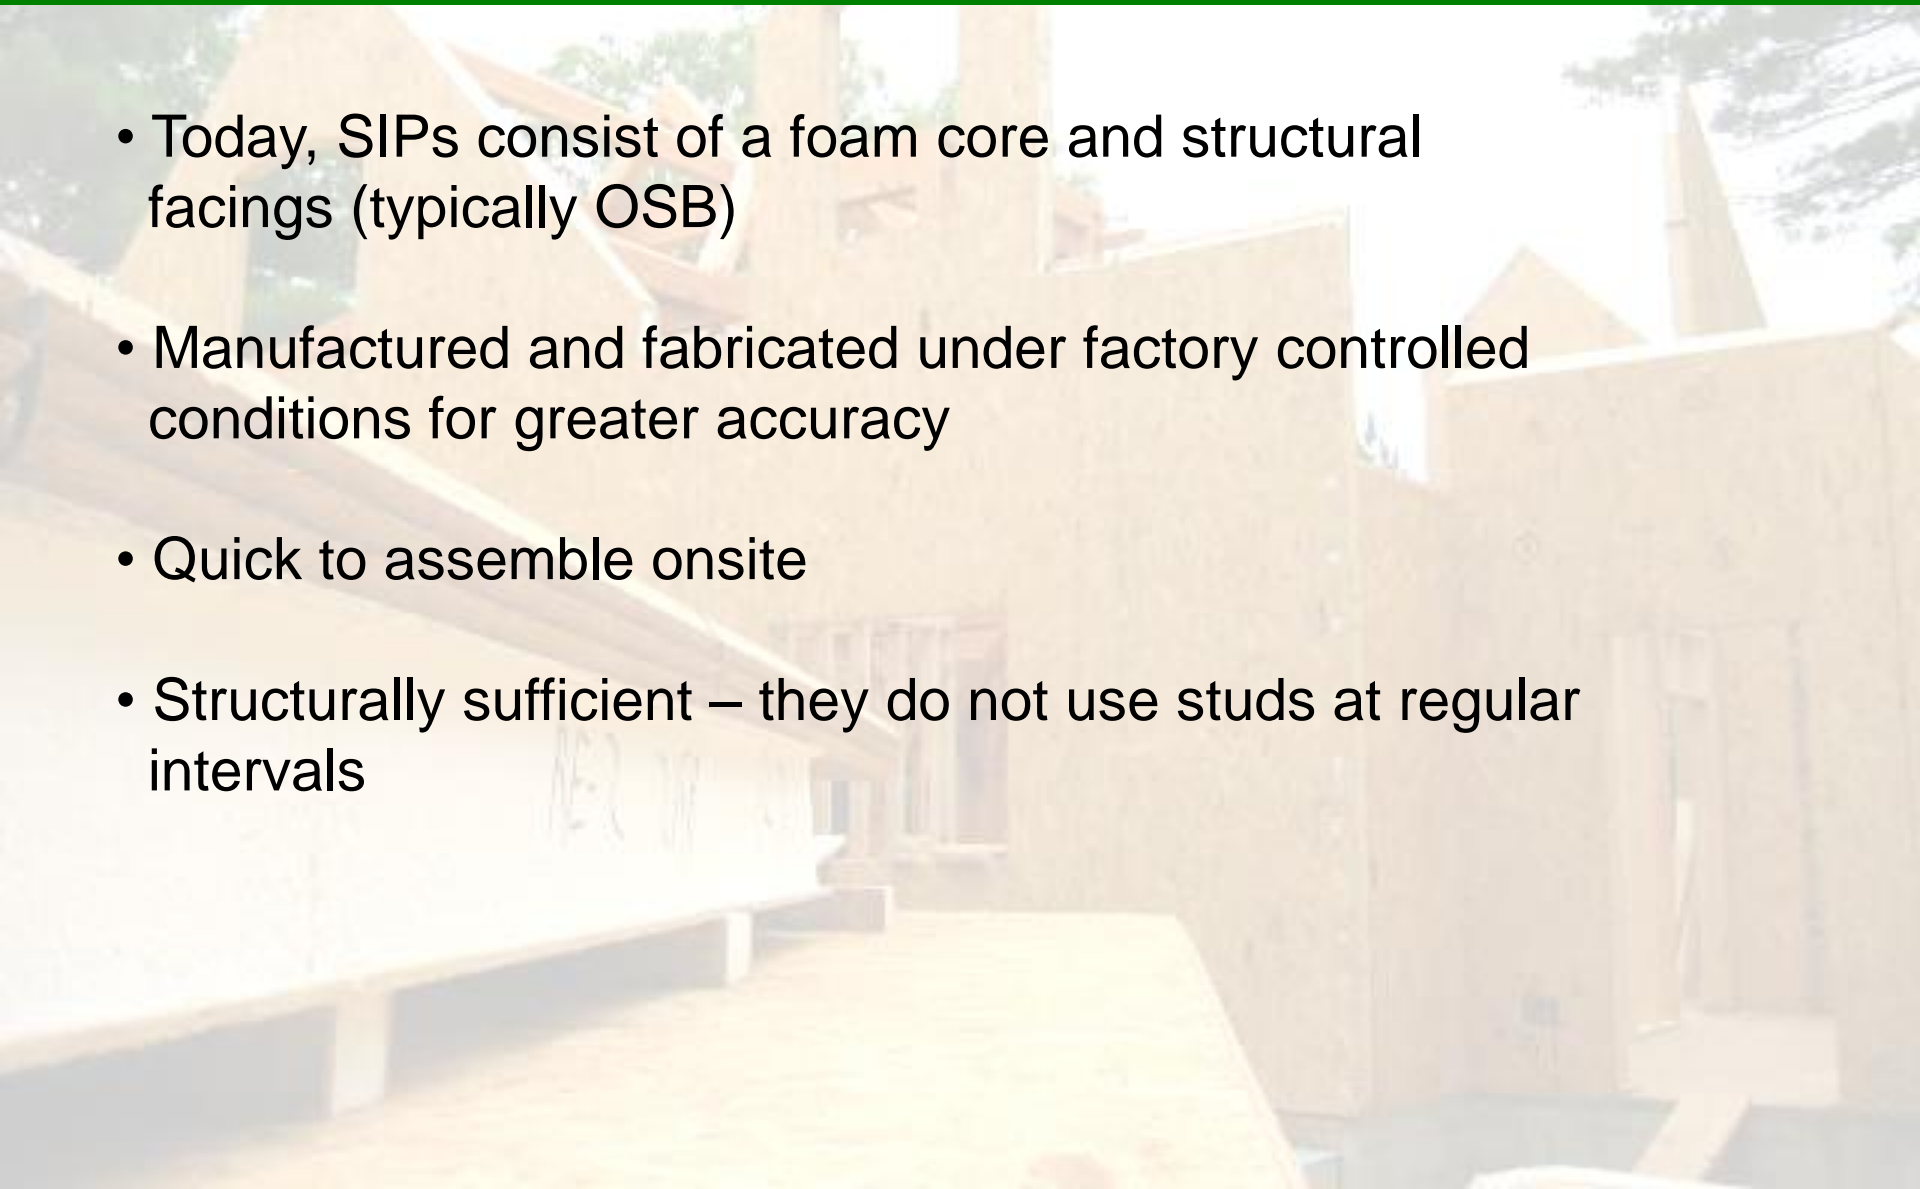 • Today, SIPs consist of a foam core and structural
facings (typically OSB)
• Manufactured and fabricated under factory controlled
conditions for greater accuracy
• Quick to assemble onsite
• Structurally sufficient – they do not use studs at regular
intervals